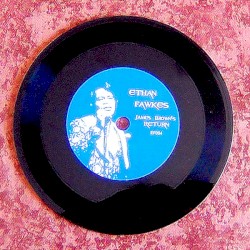 ETHAN
FAWKES
JAMES BROWN'S
RETURN